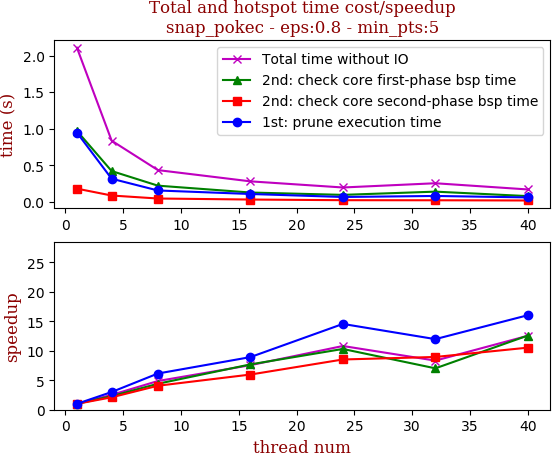 Total and hotspot time cost/speedup
snap_pokec - eps:0.8 - min_pts:5
time (s)
2.0
1.5
1.0
0.5
0.0
Total time without IO
2nd: check core first-phase bsp time
2nd: check core second-phase bsp time
1st: prune execution time
0 5 10 15 20 25 30 35 40
speedup
25
20
15
10
5
0
0 5 10 15 20 25 30 35 40
thread num